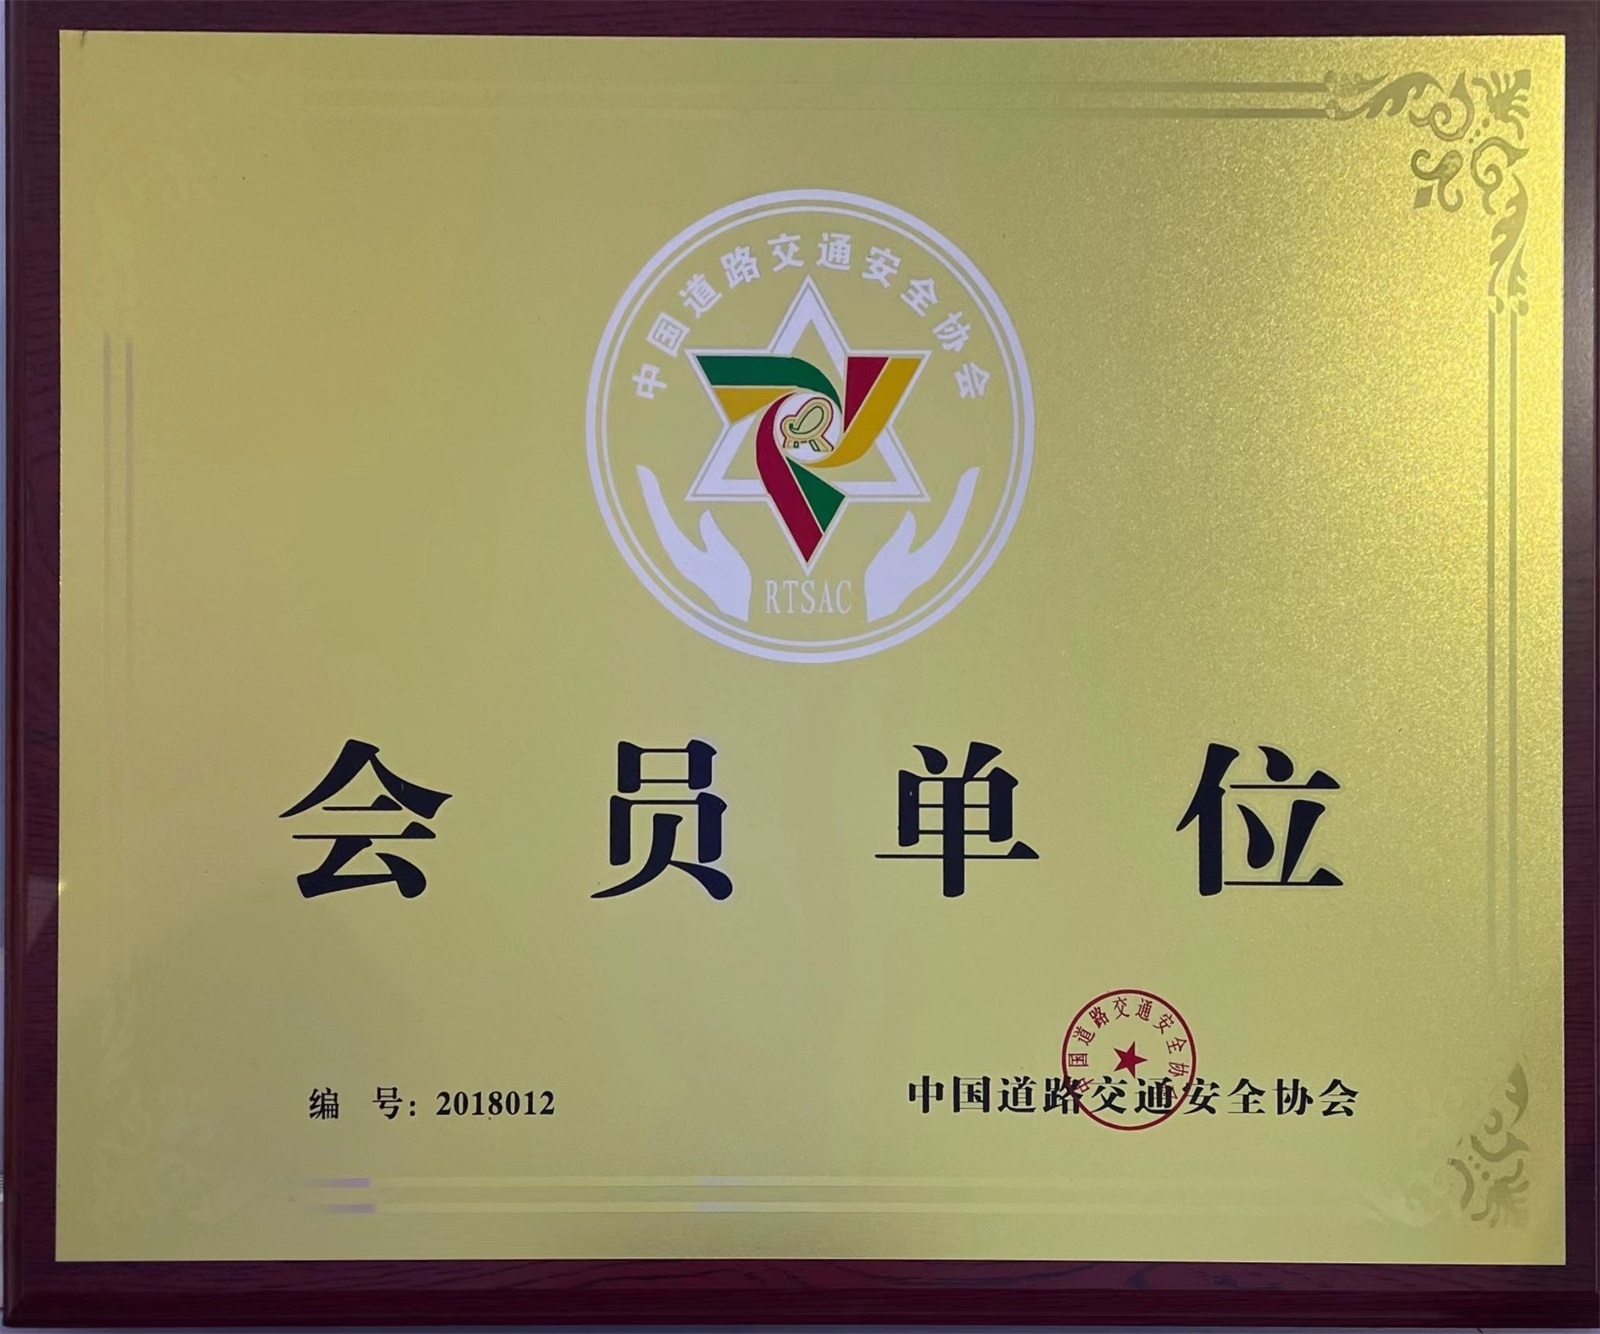 中国道路交通安全协会
RTSAC
会员单位
编 号：2018012
中国道路交通安全协会
中国道路交通安全协